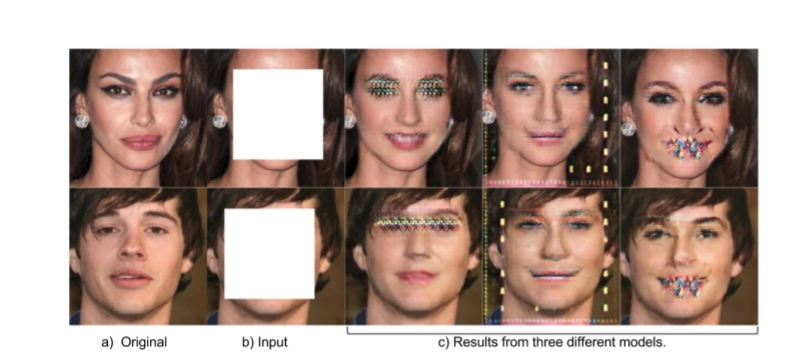 a) Original
b) Input
c) Results from three different models.